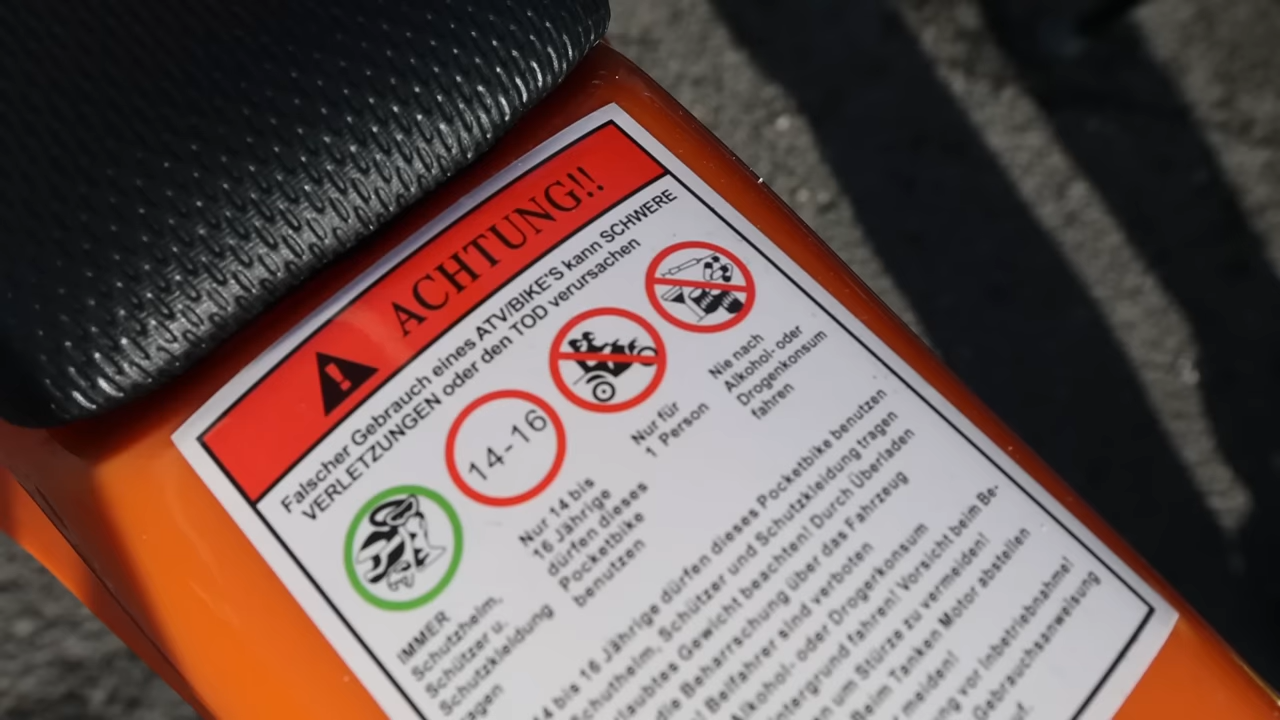 ACHTUNG!!
Falscher Gebrauch eines ATV/BIKE'S kann SCHWERE
VERLETZUNGEN oder den TOD verursachen
14-16
IMMER
Schutzhelm,
Schützer u.
Schutzkleidung
Nur 14 bis
16 Jährige
dürfen dieses
Pocketbike
benutzen
Nur für
1 Person
Nie nach
Alkohol- oder
Drogenkonsum
fahren
bis 16 Jährige dürfen dieses Pocketbike benutzen
Schützer und Schutzkleidung tragen
Gewicht beachten! Durch Überladen
die Beharrschung über das Fahrzeug
Beifahrer sind verboten
Alkohol- oder Drogerkonsum
und fahren! Vorsicht beim Be-
um Stürze zu vermeiden!
Beim Tanken Motor abstellen
meiden!
vor Inbetriebnahme!
Gebrauchsanweisung